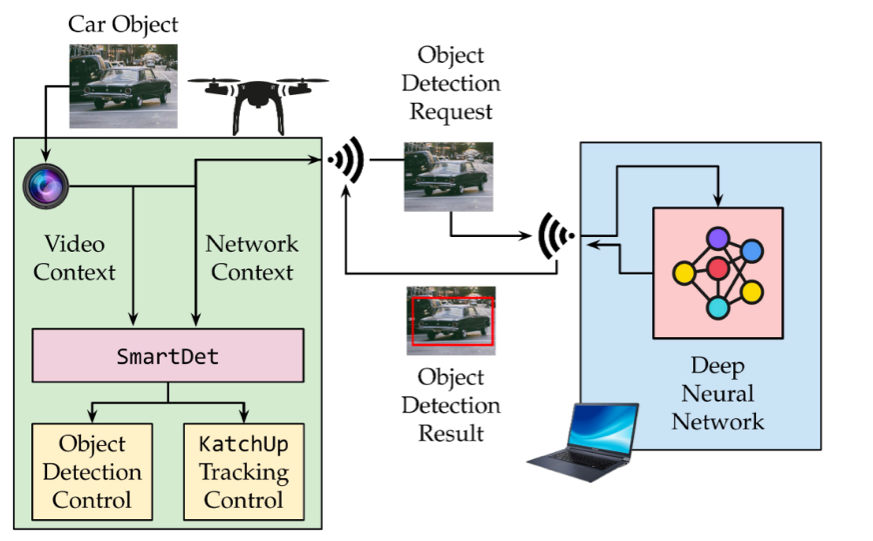 Car Object
Object
Detection
Request
Video
Context
Network
Context
SmartDet
Object
Detection
Control
KatchUp
Tracking
Control
Object
Detection
Result
Deep
Neural
Network